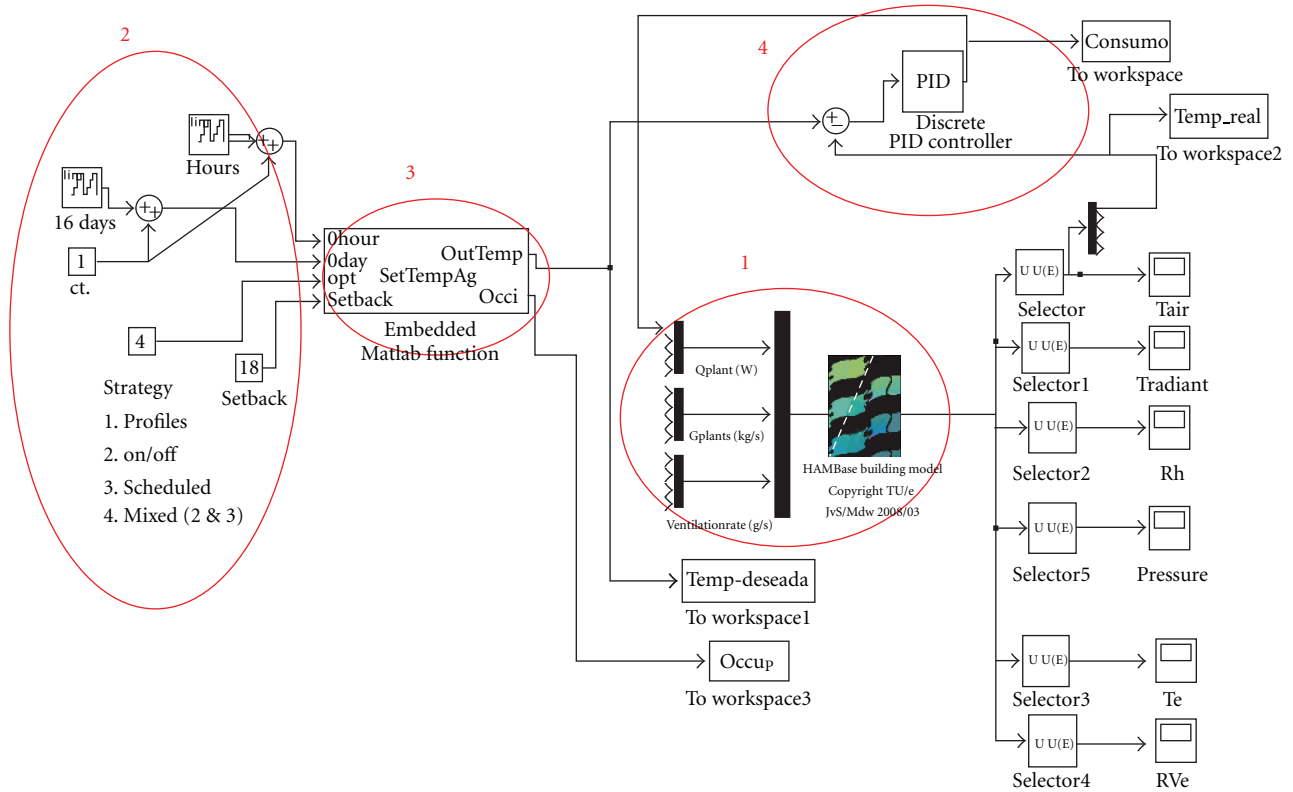 2
lim
Hours
++
lim
16 days
++
1
ct.
4
18
Setback
Strategy
1. Profiles
2. on/off
3. Scheduled
4. Mixed (2 & 3)
3
0hour
0day
opt
Setback
SetTempAg
OutTemp
Occi
Embedded
Matlab function
4
+−
PID
Discrete
PID controller
Consumo
To workspace
Temp_real
To workspace2
1
Qplant (W)
Gplants (kg/s)
Ventilationrate (g/s)
HAMBase building model
Copyright TU/e
JvS/Mdw 2008/03
Temp-deseada
To workspace1
Occup
To workspace3
U U(E)
Selector
Tair
U U(E)
Selector1
Tradiant
U U(E)
Selector2
Rh
U U(E)
Selector5
Pressure
U U(E)
Selector3
Te
U U(E)
Selector4
RVe